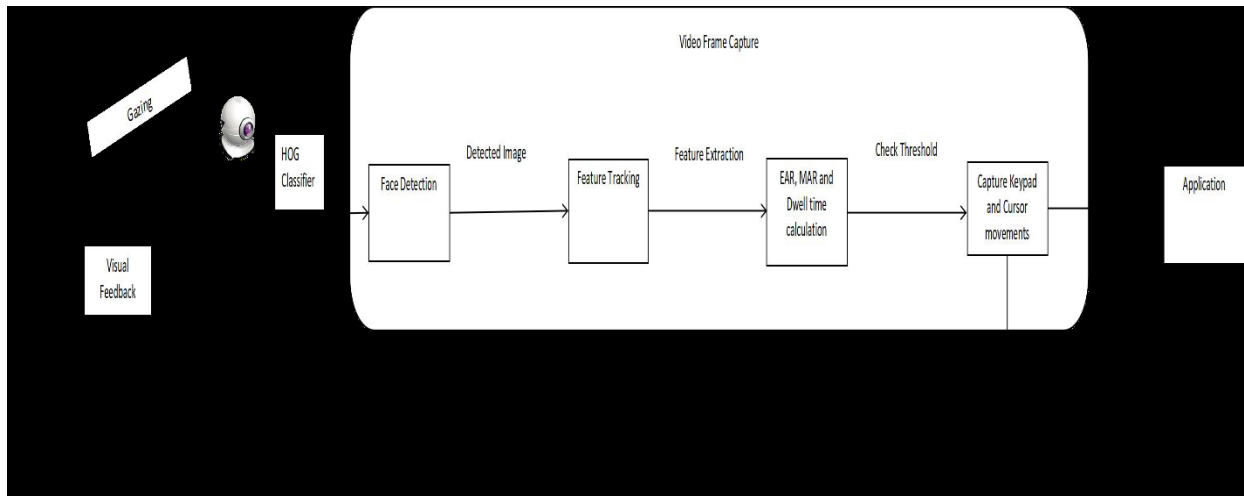 Video Frame Capture
Gazing
HOG
Classifier
Detected Image
Feature Extraction
Check Threshold
Face Detection
Feature Tracking
EAR, MAR and
Dwell time
calculation
Capture Keypad
and Cursor
movements
Application
Visual
Feedback